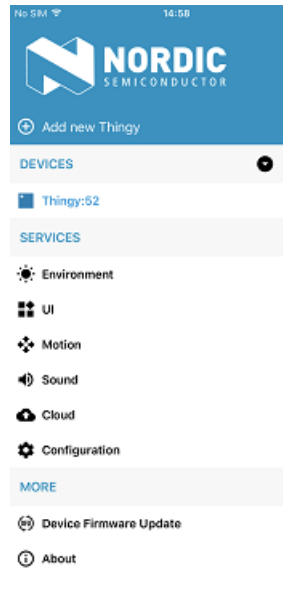 No SIM 14:58
NORDIC
SEMICONDUCTOR
Add new Thingy
DEVICES
Thingy:52
SERVICES
Environment
UI
Motion
Sound
Cloud
Configuration
MORE
Device Firmware Update
About